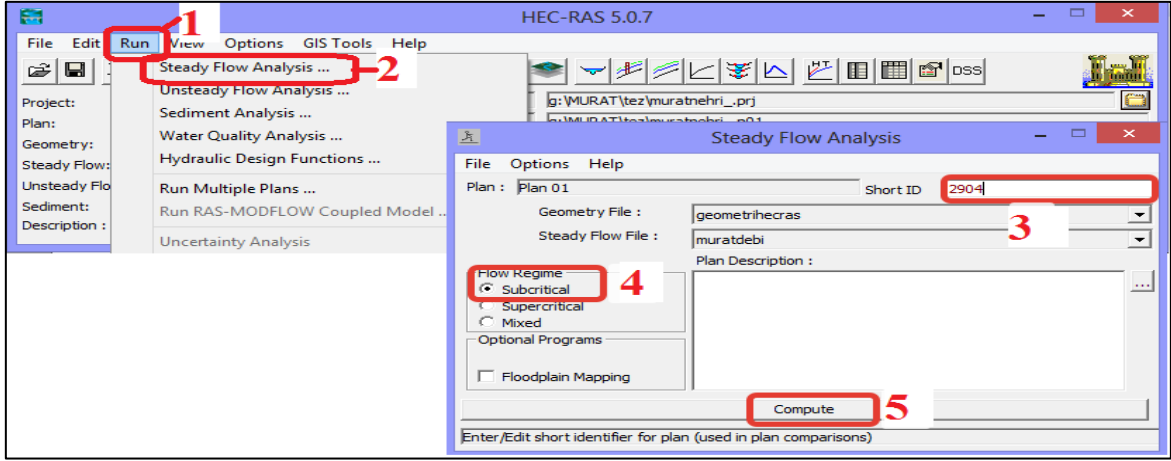 HEC-RAS 5.0.7
1
File Edit Run View Options GIS Tools Help
Steady Flow Analysis ...
2
Unsteady Flow Analysis ...
Sediment Analysis ...
Water Quality Analysis ...
Hydraulic Design Functions ...
Run Multiple Plans ...
Run RAS-MODFLOW Coupled Model ..
Uncertainty Analysis
DSS
Project:
Plan:
Geometry:
Steady Flow:
Unsteady Flo
Sediment:
Description :
g:\MURAT\tez\muratnehri_.prj
g:\MURAT\tez\muratnehri_.p01
Steady Flow Analysis
File Options Help
Plan : Plan 01 Short ID 2904
3
Geometry File : geometrihecras
Steady Flow File : muratdebi
Plan Description :
...
Flow Regime
Subcritical
4
Supercritical
Mixed
Optional Programs
Floodplain Mapping
Compute
5
Enter/Edit short identifier for plan (used in plan comparisons)